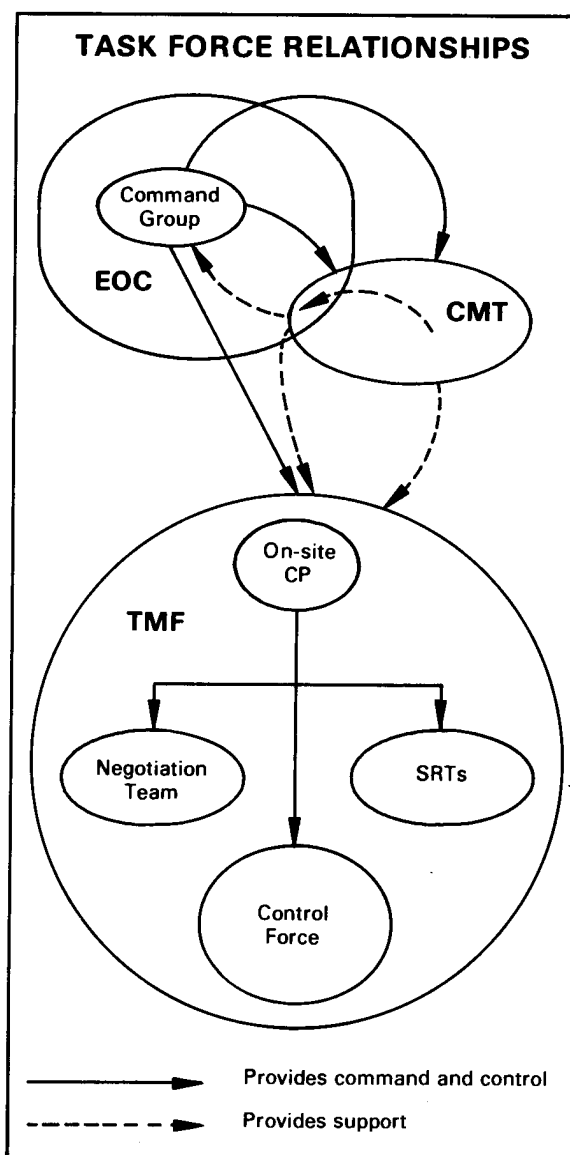 TASK FORCE RELATIONSHIPS
Command
Group
EOC
CMT
On-site
CP
TMF
Negotiation
Team
SRTs
Control
Force
Provides command and control
Provides support